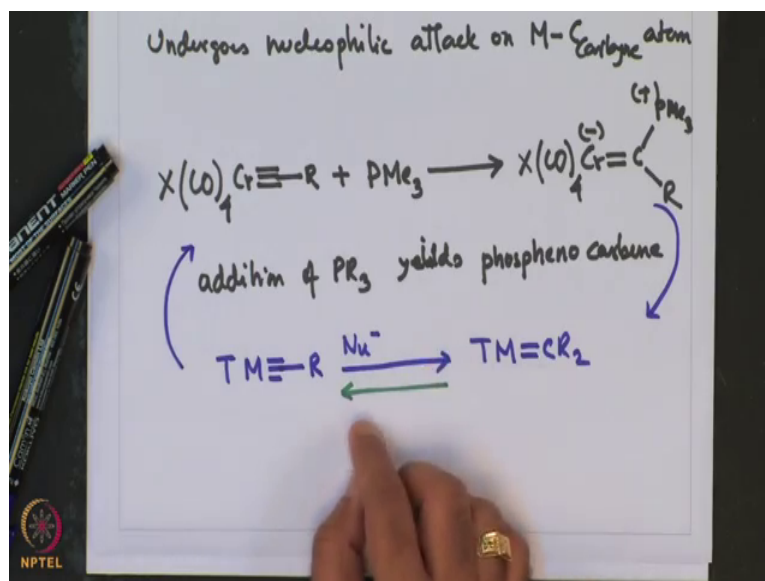 Undergoes nucleophilic attack on M-C carbyne atom
X(CO)4Cr≡-R + PMe3 ⟶ X(CO)4Cr(-)=C (+)PMe3 R
addition of PR3 yeilds phospheno carbene
TM≡-R Nu- TM=CR2
NPTEL